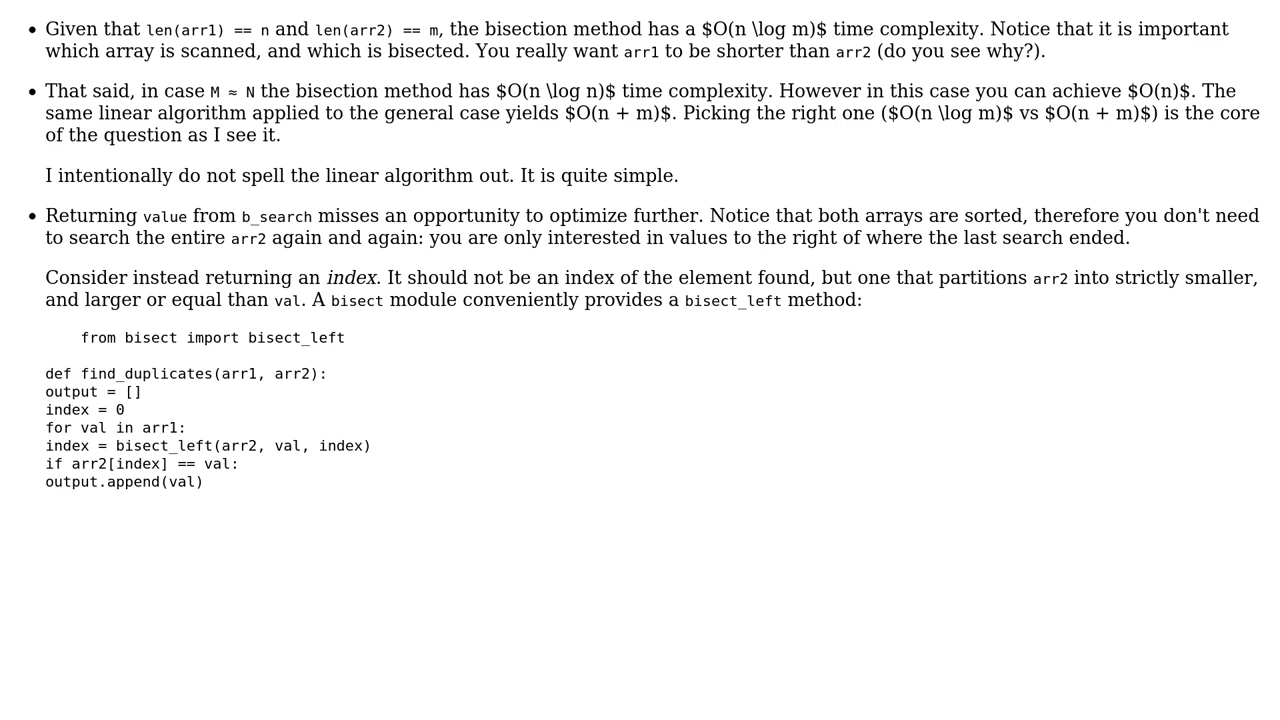 • Given that len(arr1) == n and len(arr2) == m, the bisection method has a $O(n \log m)$ time complexity. Notice that it is important
which array is scanned, and which is bisected. You really want arr1 to be shorter than arr2 (do you see why?).
• That said, in case M ≈ N the bisection method has $O(n \log n)$ time complexity. However in this case you can achieve $O(n)$. The
same linear algorithm applied to the general case yields $O(n + m)$. Picking the right one ($O(n \log m)$ vs $O(n + m)$) is the core
of the question as I see it.
I intentionally do not spell the linear algorithm out. It is quite simple.
• Returning value from b_search misses an opportunity to optimize further. Notice that both arrays are sorted, therefore you don't need
to search the entire arr2 again and again: you are only interested in values to the right of where the last search ended.
Consider instead returning an index. It should not be an index of the element found, but one that partitions arr2 into strictly smaller,
and larger or equal than val. A bisect module conveniently provides a bisect_left method:
    from bisect import bisect_left
def find_duplicates(arr1, arr2):
output = []
index = 0
for val in arr1:
index = bisect_left(arr2, val, index)
if arr2[index] == val:
output.append(val)